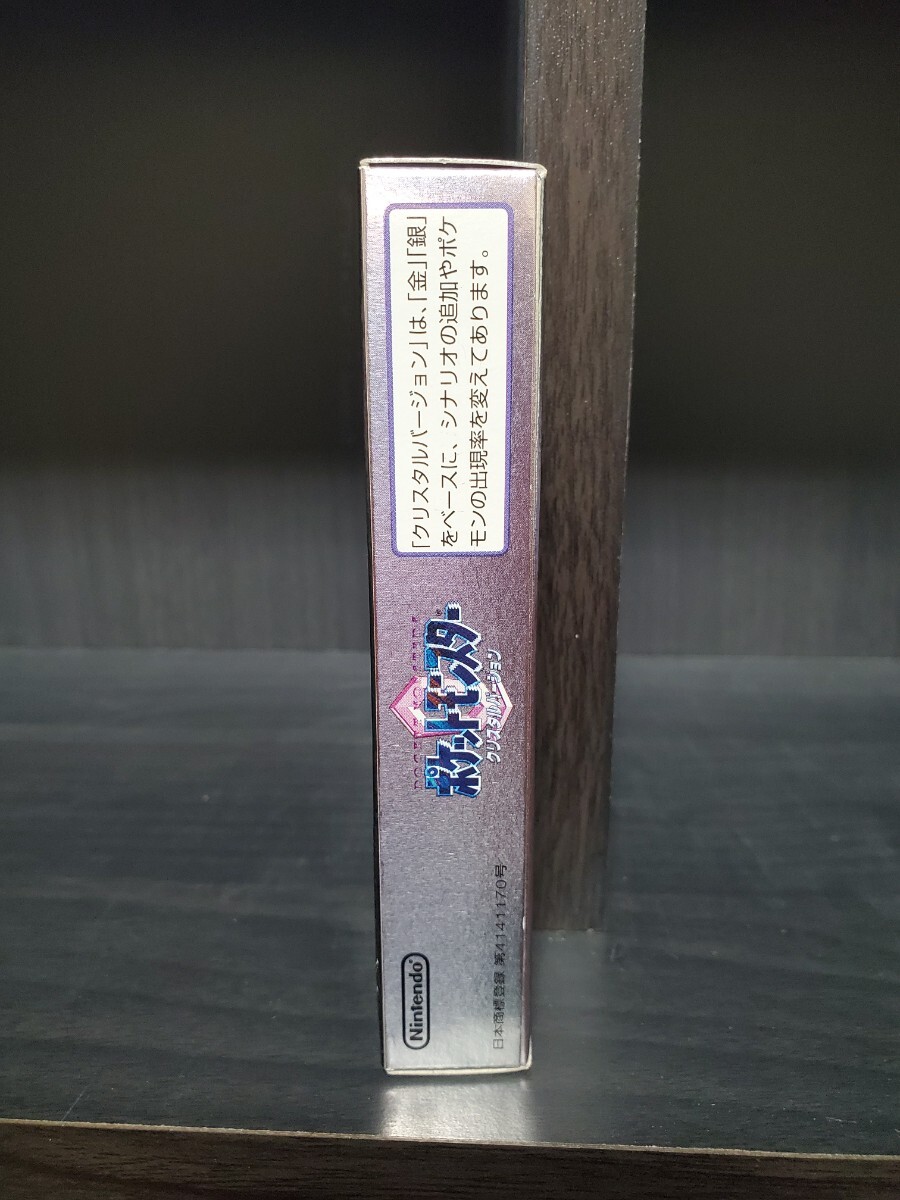 「クリスタルバージョン」は、「金」「銀」
をベースに、シナリオの追加やポケ
モンの出現率を変えてあります。
POCKET MONSTERS
ポケットモンスター
クリスタルバージョン
Nintendo
日本商標登録 第4141170号